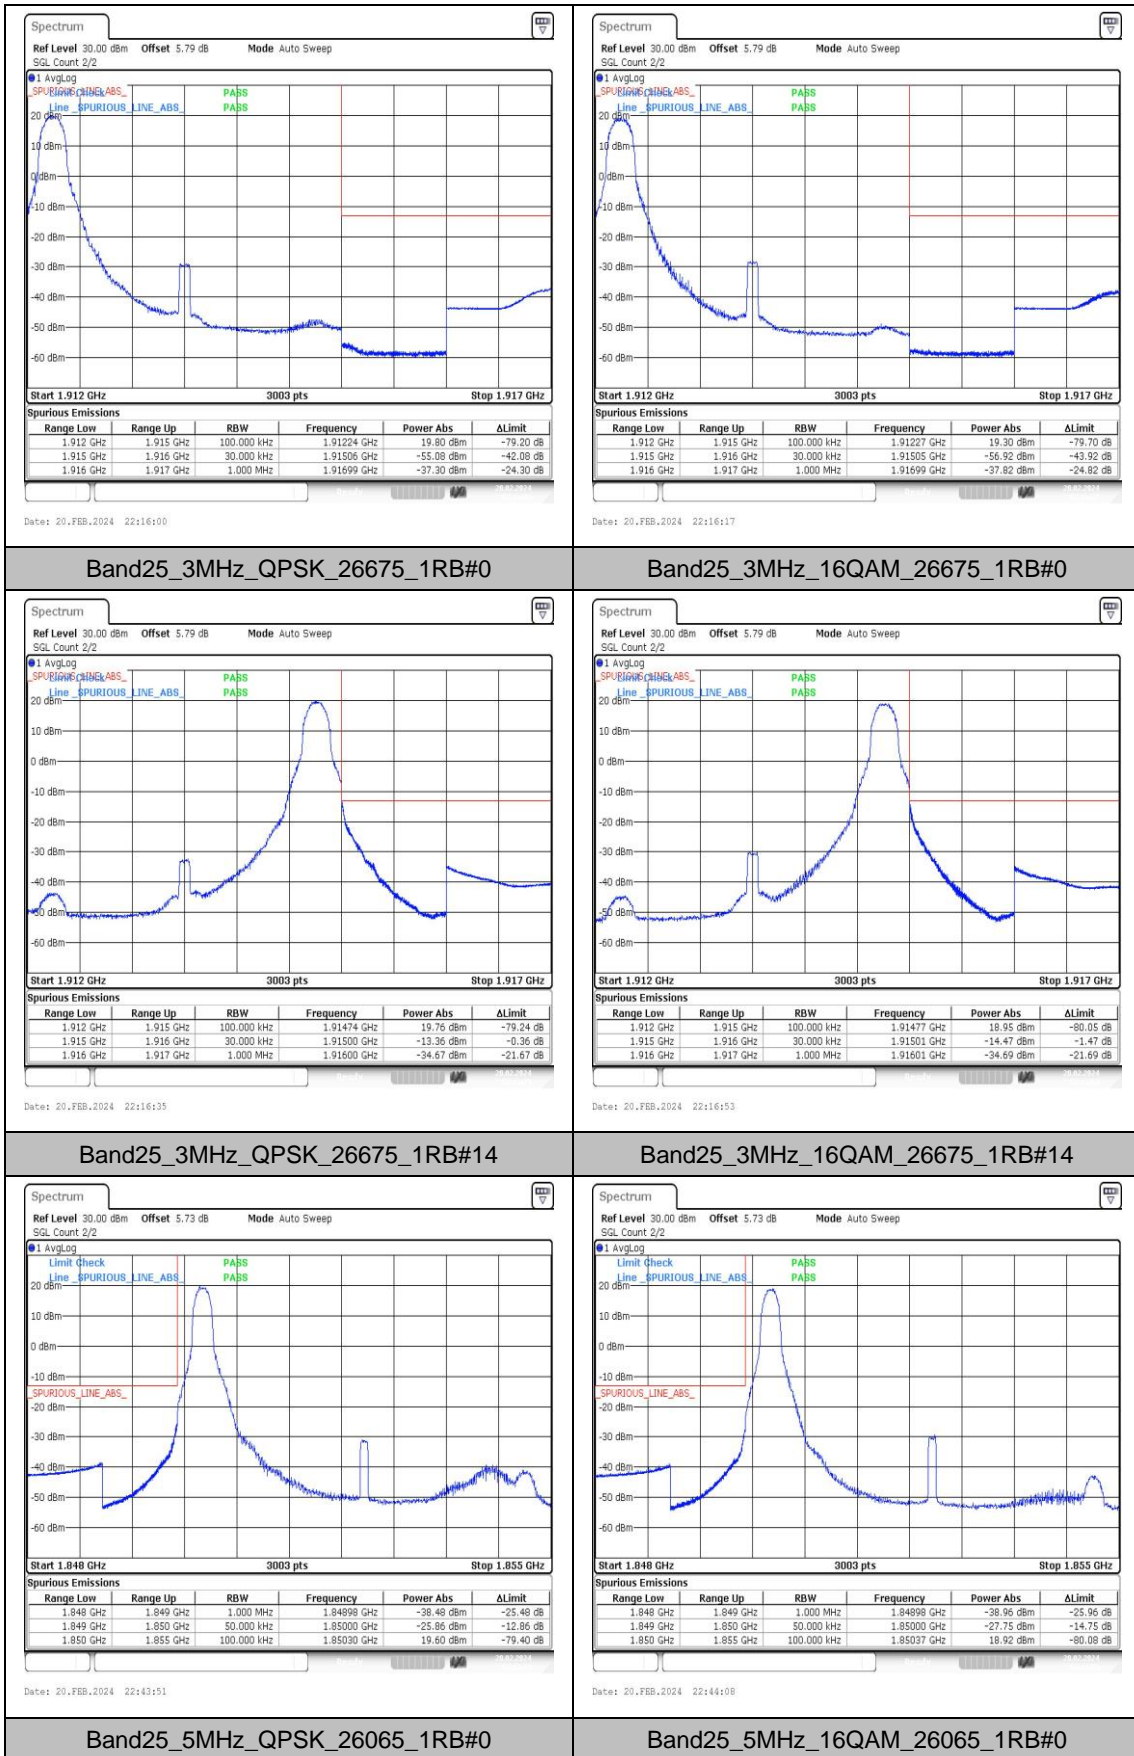 Spectrum
Ref Level 30.00 dBm Offset 5.79 dB Mode Auto Sweep
SGL Count 2/2
1 AvgLog
_SPURIOUS_LINE_ABS_
Limit Check PASS
Line _SPURIOUS_LINE_ABS_ PASS
20 dBm
10 dBm
0 dBm
-10 dBm
-20 dBm
-30 dBm
-40 dBm
-50 dBm
-60 dBm
Start 1.912 GHz 3003 pts Stop 1.917 GHz
Spurious Emissions
Range Low Range Up RBW Frequency Power Abs ΔLimit
1.912 GHz 1.915 GHz 100.000 kHz 1.91224 GHz 19.80 dBm -79.20 dB
1.915 GHz 1.916 GHz 30.000 kHz 1.91506 GHz -55.08 dBm -42.08 dB
1.916 GHz 1.917 GHz 1.000 MHz 1.91699 GHz -37.30 dBm -24.30 dB
Date: 20.FEB.2024 22:16:00
Spectrum
Ref Level 30.00 dBm Offset 5.79 dB Mode Auto Sweep
SGL Count 2/2
1 AvgLog
_SPURIOUS_LINE_ABS_
Limit Check PASS
Line _SPURIOUS_LINE_ABS_ PASS
20 dBm
10 dBm
0 dBm
-10 dBm
-20 dBm
-30 dBm
-40 dBm
-50 dBm
-60 dBm
Start 1.912 GHz 3003 pts Stop 1.917 GHz
Spurious Emissions
Range Low Range Up RBW Frequency Power Abs ΔLimit
1.912 GHz 1.915 GHz 100.000 kHz 1.91227 GHz 19.30 dBm -79.70 dB
1.915 GHz 1.916 GHz 30.000 kHz 1.91505 GHz -56.92 dBm -43.92 dB
1.916 GHz 1.917 GHz 1.000 MHz 1.91699 GHz -37.82 dBm -24.82 dB
Date: 20.FEB.2024 22:16:17
Band25_3MHz_QPSK_26675_1RB#0
Band25_3MHz_16QAM_26675_1RB#0
Spectrum
Ref Level 30.00 dBm Offset 5.79 dB Mode Auto Sweep
SGL Count 2/2
1 AvgLog
_SPURIOUS_LINE_ABS_
Limit Check PASS
Line _SPURIOUS_LINE_ABS_ PASS
20 dBm
10 dBm
0 dBm
-10 dBm
-20 dBm
-30 dBm
-40 dBm
-50 dBm
-60 dBm
Start 1.912 GHz 3003 pts Stop 1.917 GHz
Spurious Emissions
Range Low Range Up RBW Frequency Power Abs ΔLimit
1.912 GHz 1.915 GHz 100.000 kHz 1.91474 GHz 19.76 dBm -79.24 dB
1.915 GHz 1.916 GHz 30.000 kHz 1.91500 GHz -13.36 dBm -0.36 dB
1.916 GHz 1.917 GHz 1.000 MHz 1.91600 GHz -34.67 dBm -21.67 dB
Date: 20.FEB.2024 22:16:35
Spectrum
Ref Level 30.00 dBm Offset 5.79 dB Mode Auto Sweep
SGL Count 2/2
1 AvgLog
_SPURIOUS_LINE_ABS_
Limit Check PASS
Line _SPURIOUS_LINE_ABS_ PASS
20 dBm
10 dBm
0 dBm
-10 dBm
-20 dBm
-30 dBm
-40 dBm
-50 dBm
-60 dBm
Start 1.912 GHz 3003 pts Stop 1.917 GHz
Spurious Emissions
Range Low Range Up RBW Frequency Power Abs ΔLimit
1.912 GHz 1.915 GHz 100.000 kHz 1.91477 GHz 18.95 dBm -80.05 dB
1.915 GHz 1.916 GHz 30.000 kHz 1.91501 GHz -14.47 dBm -1.47 dB
1.916 GHz 1.917 GHz 1.000 MHz 1.91601 GHz -34.69 dBm -21.69 dB
Date: 20.FEB.2024 22:16:53
Band25_3MHz_QPSK_26675_1RB#14
Band25_3MHz_16QAM_26675_1RB#14
Spectrum
Ref Level 30.00 dBm Offset 5.73 dB Mode Auto Sweep
SGL Count 2/2
1 AvgLog
Limit Check PASS
Line _SPURIOUS_LINE_ABS_ PASS
20 dBm
10 dBm
0 dBm
-10 dBm
_SPURIOUS_LINE_ABS_
-20 dBm
-30 dBm
-40 dBm
-50 dBm
-60 dBm
Start 1.848 GHz 3003 pts Stop 1.855 GHz
Spurious Emissions
Range Low Range Up RBW Frequency Power Abs ΔLimit
1.848 GHz 1.849 GHz 1.000 MHz 1.84898 GHz -38.48 dBm -25.48 dB
1.849 GHz 1.850 GHz 50.000 kHz 1.85000 GHz -25.86 dBm -12.86 dB
1.850 GHz 1.855 GHz 100.000 kHz 1.85030 GHz 19.60 dBm -79.40 dB
Date: 20.FEB.2024 22:43:51
Spectrum
Ref Level 30.00 dBm Offset 5.73 dB Mode Auto Sweep
SGL Count 2/2
1 AvgLog
Limit Check PASS
Line _SPURIOUS_LINE_ABS_ PASS
20 dBm
10 dBm
0 dBm
-10 dBm
_SPURIOUS_LINE_ABS_
-20 dBm
-30 dBm
-40 dBm
-50 dBm
-60 dBm
Start 1.848 GHz 3003 pts Stop 1.855 GHz
Spurious Emissions
Range Low Range Up RBW Frequency Power Abs ΔLimit
1.848 GHz 1.849 GHz 1.000 MHz 1.84898 GHz -38.96 dBm -25.96 dB
1.849 GHz 1.850 GHz 50.000 kHz 1.85000 GHz -27.75 dBm -14.75 dB
1.850 GHz 1.855 GHz 100.000 kHz 1.85037 GHz 18.92 dBm -80.08 dB
Date: 20.FEB.2024 22:44:08
Band25_5MHz_QPSK_26065_1RB#0
Band25_5MHz_16QAM_26065_1RB#0